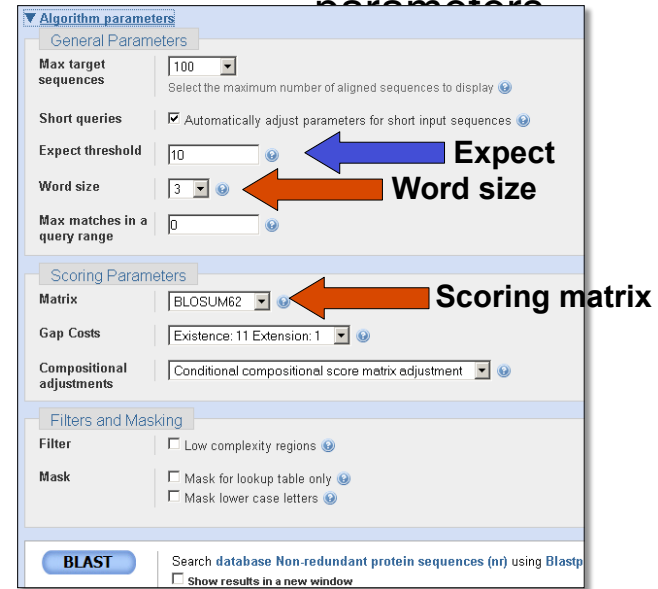 parameters
Algorithm parameters
General Parameters
Max target
sequences
100
Select the maximum number of aligned sequences to display
Short queries
Automatically adjust parameters for short input sequences
Expect threshold
10
Expect
Word size
3
Word size
Max matches in a
query range
0
Scoring Parameters
Matrix
BLOSUM62
Scoring matrix
Gap Costs
Existence: 11 Extension: 1
Compositional
adjustments
Conditional compositional score matrix adjustment
Filters and Masking
Filter
Low complexity regions
Mask
Mask for lookup table only
Mask lower case letters
BLAST
Search database Non-redundant protein sequences (nr) using Blastp
Show results in a new window